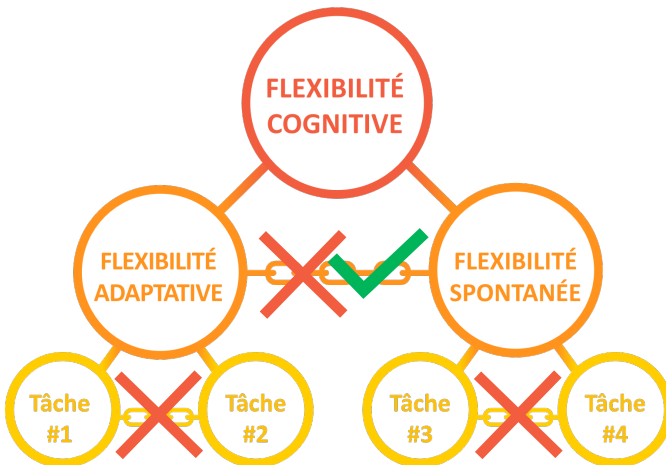 FLEXIBILITÉ
COGNITIVE
FLEXIBILITÉ
ADAPTATIVE
FLEXIBILITÉ
SPONTANÉE
Tâche
#1
Tâche
#2
Tâche
#3
Tâche
#4